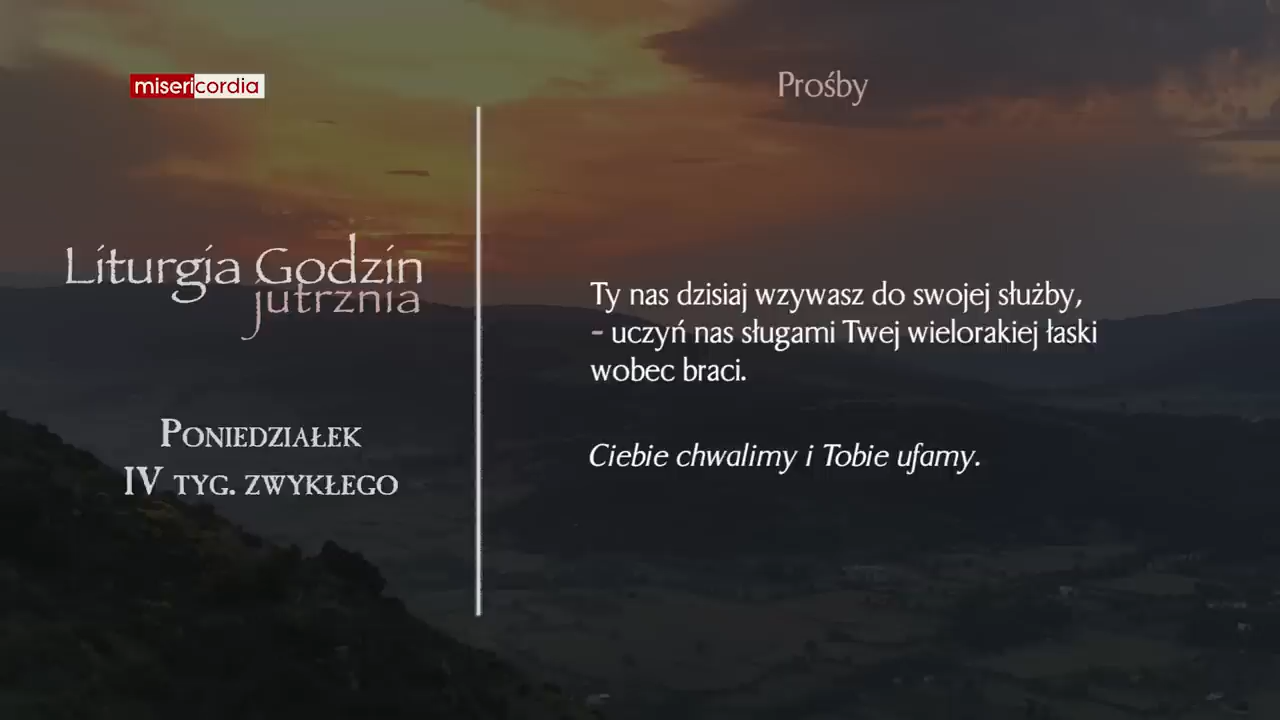 misericordia
Prośby
Liturgia Godzin
jutrznia
Poniedziałek
IV tyg. zwykłego
Ty nas dzisiaj wzywasz do swojej służby,
- uczyń nas sługami Twej wielorakiej łaski
wobec braci.
Ciebie chwalimy i Tobie ufamy.